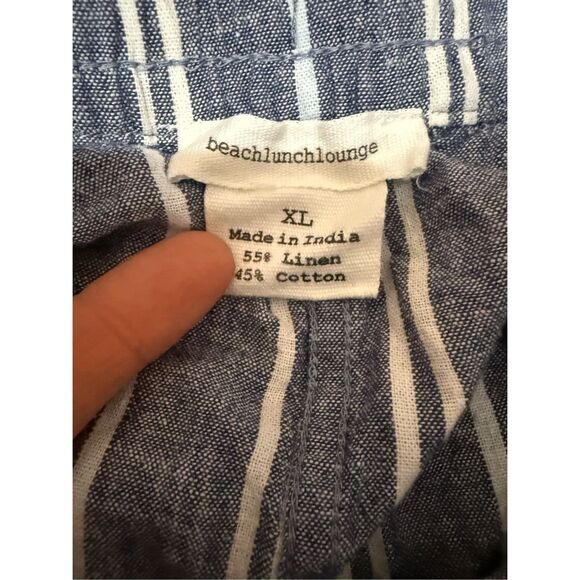 beachlunchlounge
XL
Made in India
55% Linen
45% Cotton